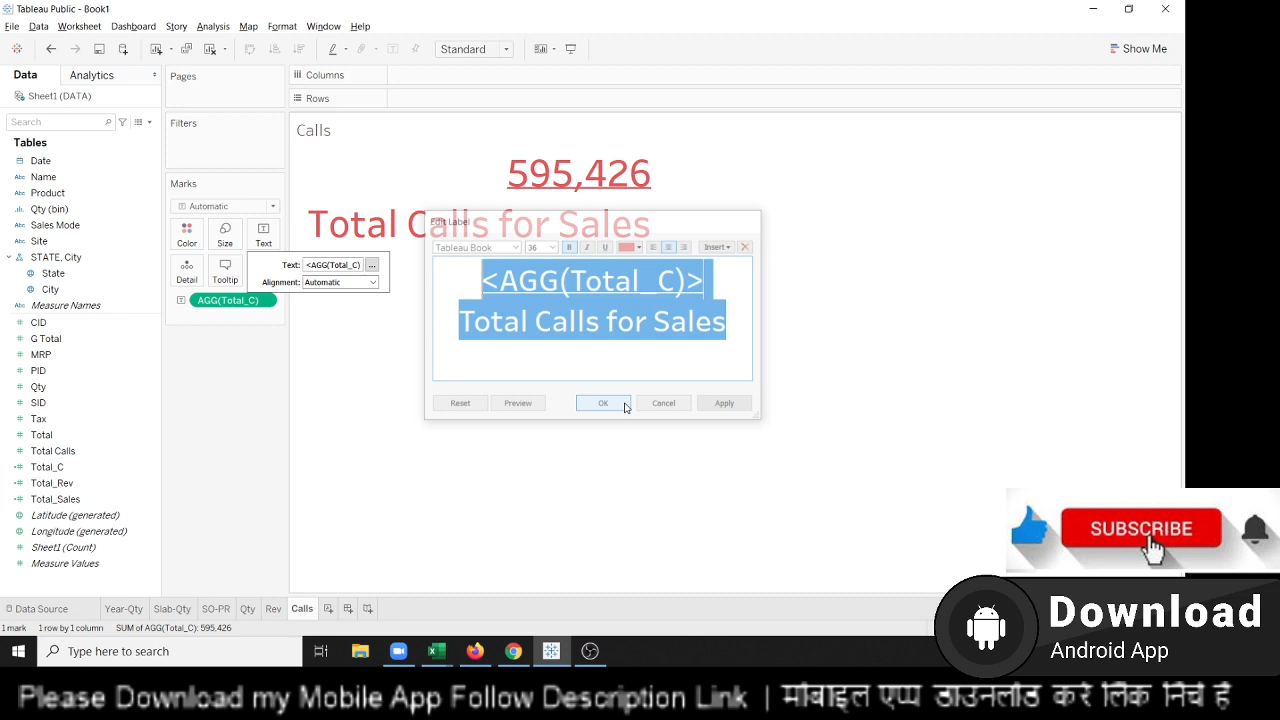 Tableau Public - Book1
File Data Worksheet Dashboard Story Analysis Map Format Window Help
Standard
Show Me
Data Analytics
Pages
Columns
Sheet1 (DATA)
Rows
Search
Filters
Calls
Tables
Date
Abc Name
Abc Product
Qty (bin)
Abc Sales Mode
Abc Site
STATE, City
State
City
Measure Names
CID
G Total
MRP
PID
Qty
SID
Tax
Total
Total Calls
Total_C
Total_Rev
Total_Sales
Latitude (generated)
Longitude (generated)
Sheet1 (Count)
Measure Values
Marks
Automatic
Color Size Text
Detail Tooltip
Text: <AGG(Total_C) ...
Alignment: Automatic
AGG(Total_C)
595,426
Total Calls for Sales
Edit Label
Tableau Book 36 B I U Insert
<AGG(Total_C)>
Total Calls for Sales
Reset Preview OK Cancel Apply
SUBSCRIBE
Download
Android App
Data Source Year-Qty Slab-Qty SO-PR Qty Rev Calls
1 mark 1 row by 1 column SUM of AGG(Total_C): 595,426
Type here to search
Please Download my Mobile App Follow Description Link | मोबाइल एप्प डाउनलोड करे लिंक निचे है